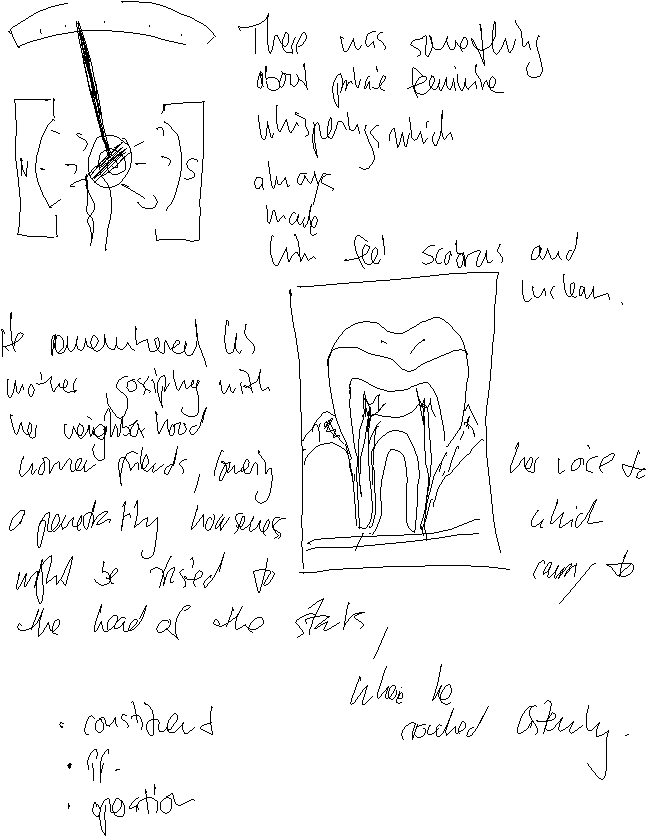 N S
There was something
about private feminine
whisperings which
always
made
him feel scabrous and
unclean.
He remembered his
mother gossiping with
her neighborhood
women friends, lowering her voice to
a penetrating hoarseness which
might be trusted to carry to
the head of the stairs,
where he
crouched listening.
· constituent
· pp.
· operation